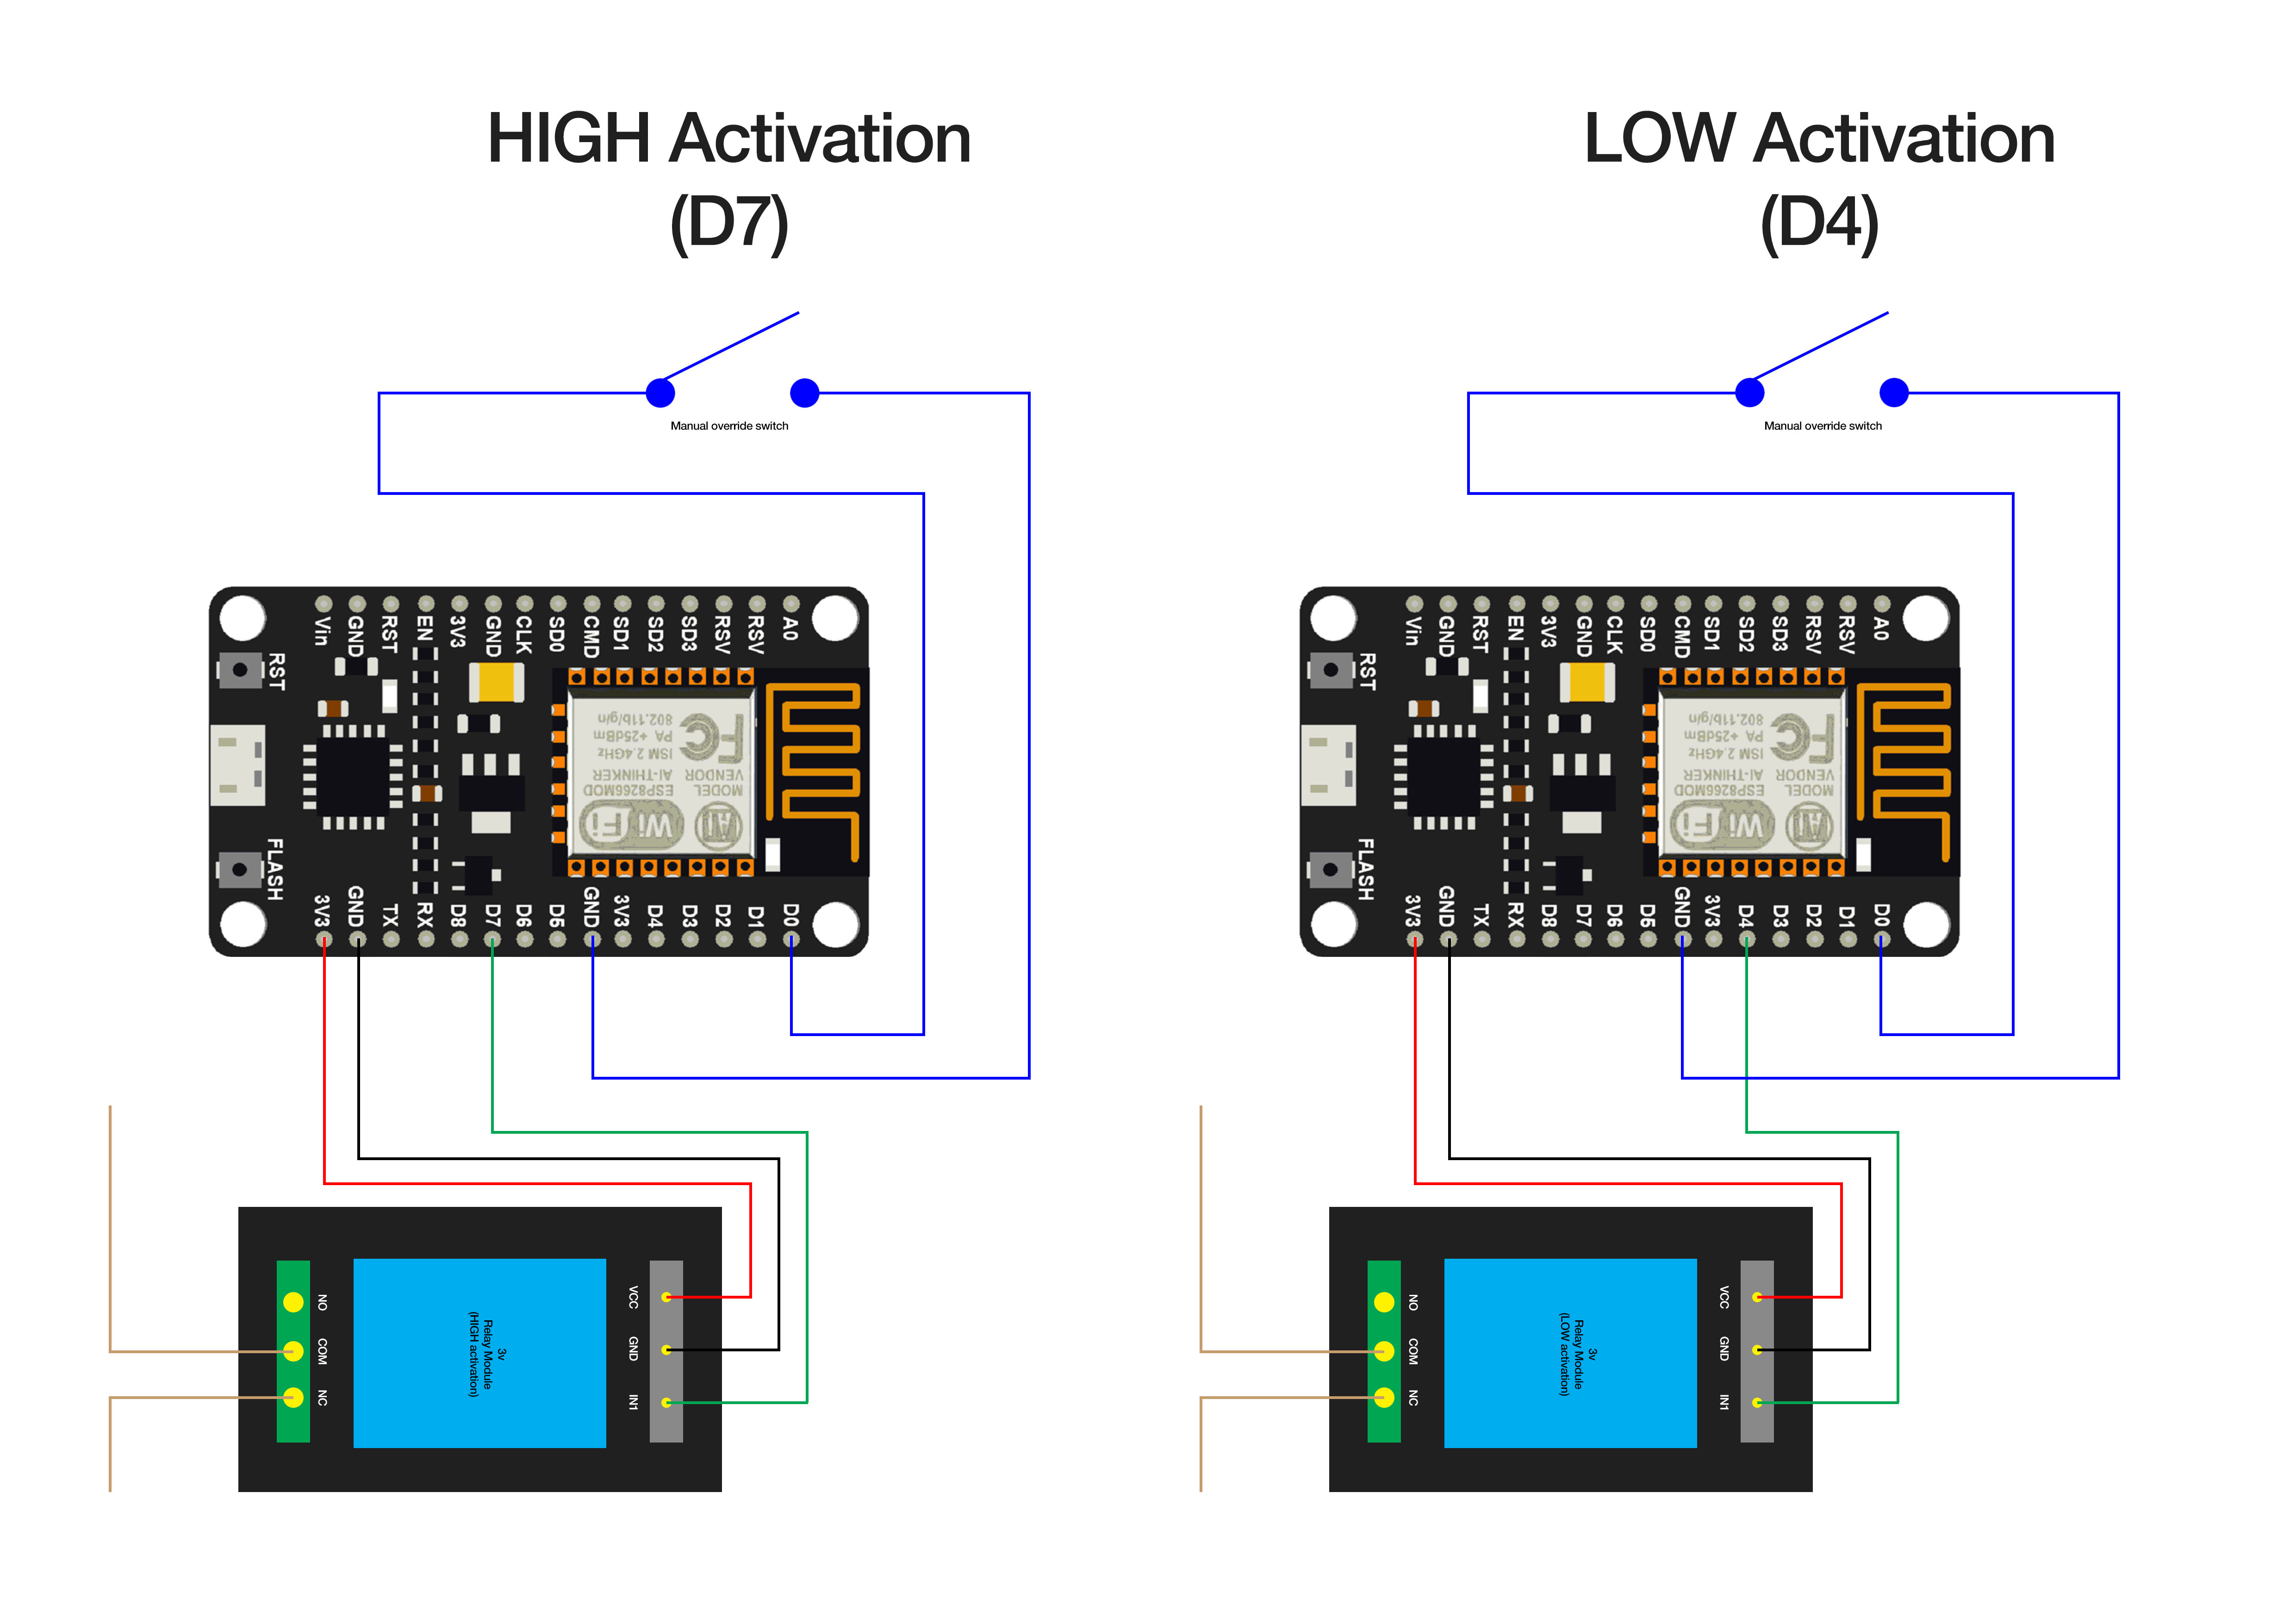 HIGH Activation
(D7)
Manual override switch
Vin
GND
RST
EN
3V3
GND
CLK
SD0
CMD
SD1
SD2
SD3
RSV
RSV
A0
RST
FLASH
802.11b/g/n
PA +25dBm
ISM 2.4GHz
FC
VENDOR AI-THINKER
MODEL ESP8266MOD
Ai
WiFi
3V3
GND
TX
RX
D8
D7
D6
D5
GND
3V3
D4
D3
D2
D1
D0
NO
COM
NC
3v
Relay Module
(HIGH activation)
VCC
GND
IN1
LOW Activation
(D4)
Manual override switch
Vin
GND
RST
EN
3V3
GND
CLK
SD0
CMD
SD1
SD2
SD3
RSV
RSV
A0
RST
FLASH
802.11b/g/n
PA +25dBm
ISM 2.4GHz
FC
VENDOR AI-THINKER
MODEL ESP8266MOD
Ai
WiFi
3V3
GND
TX
RX
D8
D7
D6
D5
GND
3V3
D4
D3
D2
D1
D0
NO
COM
NC
3v
Relay Module
(LOW activation)
VCC
GND
IN1